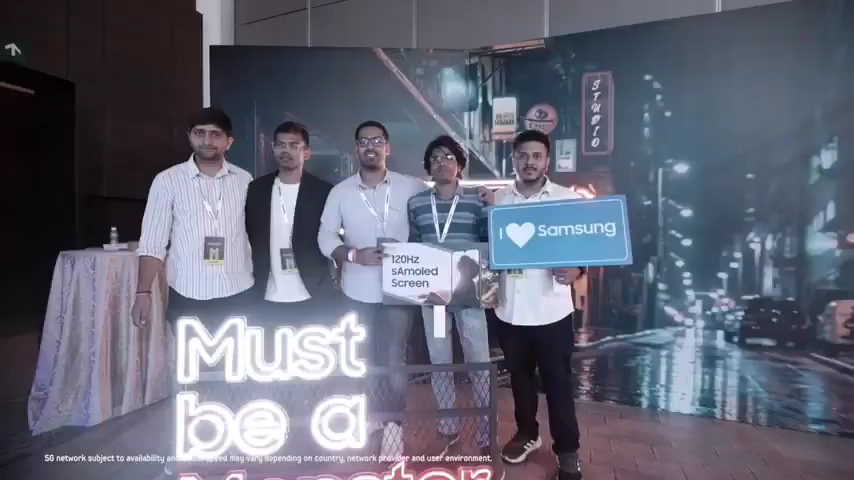 STUDIO
I Samsung
120Hz
sAmoled
Screen
Must
be a
Monster
5G network subject to availability and speed may vary depending on country, network provider and user environment.